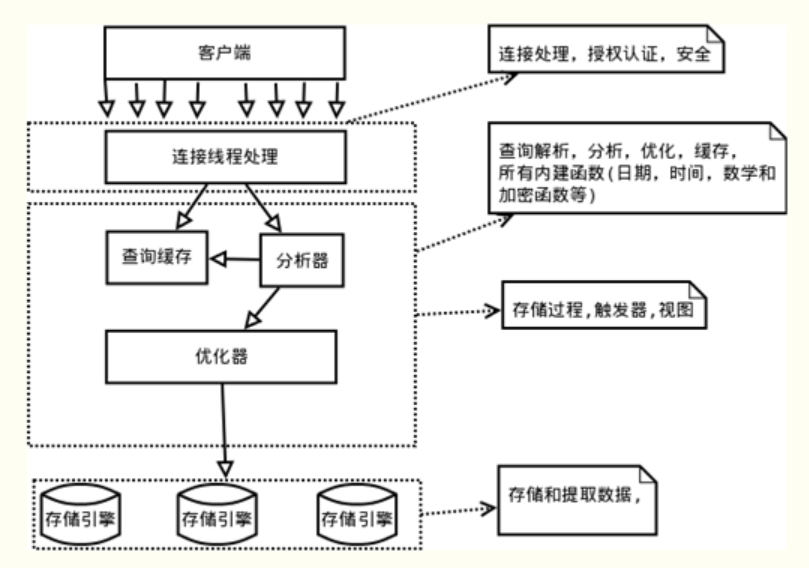 客户端
连接处理，授权认证，安全
连接线程处理
查询解析，分析，优化，缓存，
所有内建函数(日期，时间，数学和
加密函数等)
查询缓存
分析器
存储过程,触发器,视图
优化器
存储和提取数据，
存储引擎
存储引擎
存储引擎